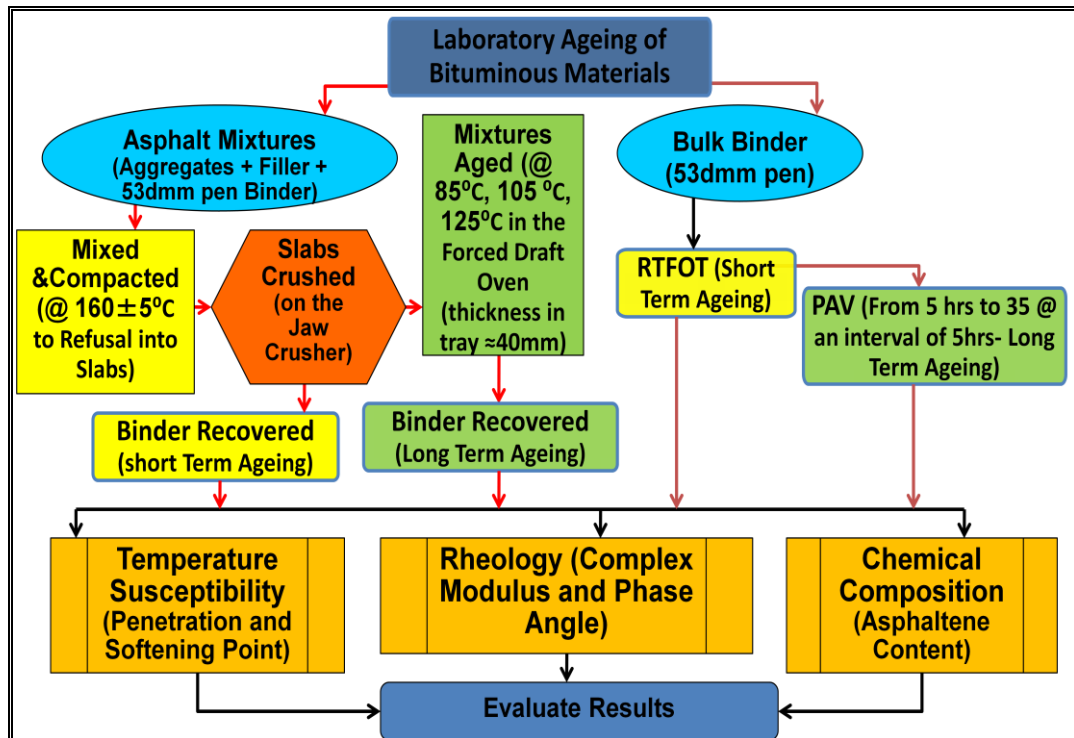 Laboratory Ageing of
Bituminous Materials
Asphalt Mixtures
(Aggregates + Filler +
53dmm pen Binder)
Mixtures
Aged (@
85⁰C, 105 ⁰C,
125⁰C in the
Forced Draft
Oven
(thickness in
tray ≈40mm)
Bulk Binder
(53dmm pen)
Mixed
&Compacted
(@ 160±5⁰C
to Refusal into
Slabs)
Slabs
Crushed
(on the
Jaw
Crusher)
RTFOT (Short
Term Ageing)
PAV (From 5 hrs to 35 @
an interval of 5hrs- Long
Term Ageing)
Binder Recovered
(short Term Ageing)
Binder Recovered
(Long Term Ageing)
Temperature
Susceptibility
(Penetration and
Softening Point)
Rheology (Complex
Modulus and Phase
Angle)
Chemical
Composition
(Asphaltene
Content)
Evaluate Results